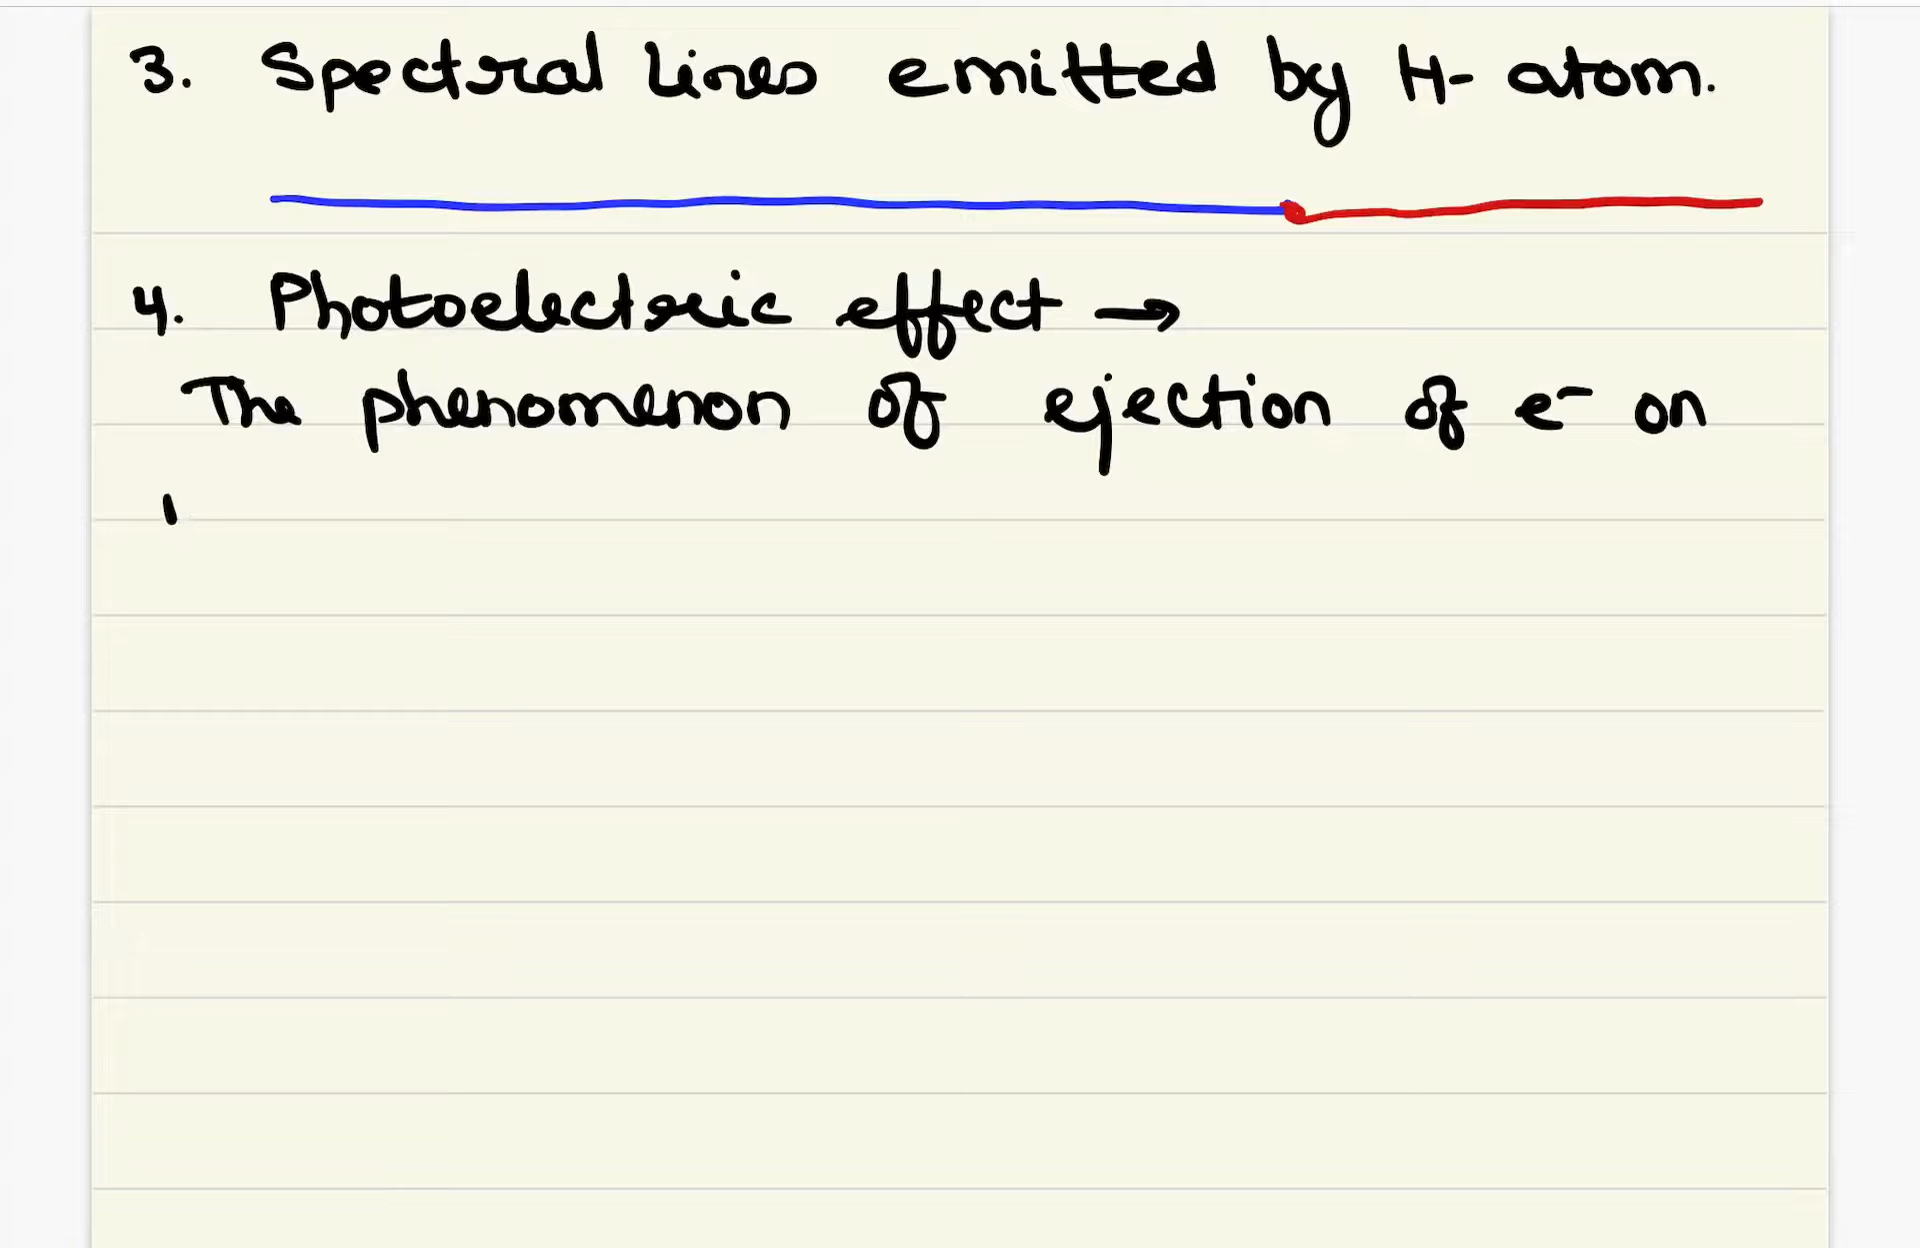 3. Spectral lines emitted by H- atom.
4. Photoelectric effect →
The phenomenon of ejection of e⁻ on